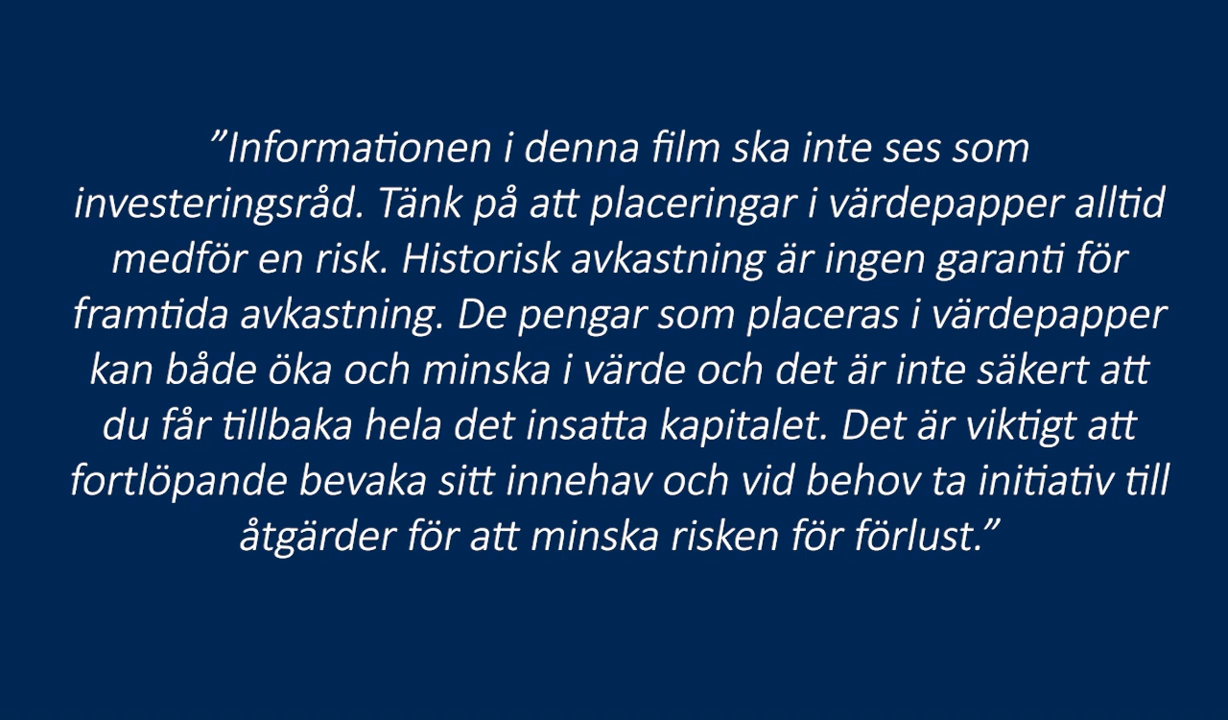 ”Informationen i denna film ska inte ses som
investeringsråd. Tänk på att placeringar i värdepapper alltid
medför en risk. Historisk avkastning är ingen garanti för
framtida avkastning. De pengar som placeras i värdepapper
kan både öka och minska i värde och det är inte säkert att
du får tillbaka hela det insatta kapitalet. Det är viktigt att
fortlöpande bevaka sitt innehav och vid behov ta initiativ till
åtgärder för att minska risken för förlust.”